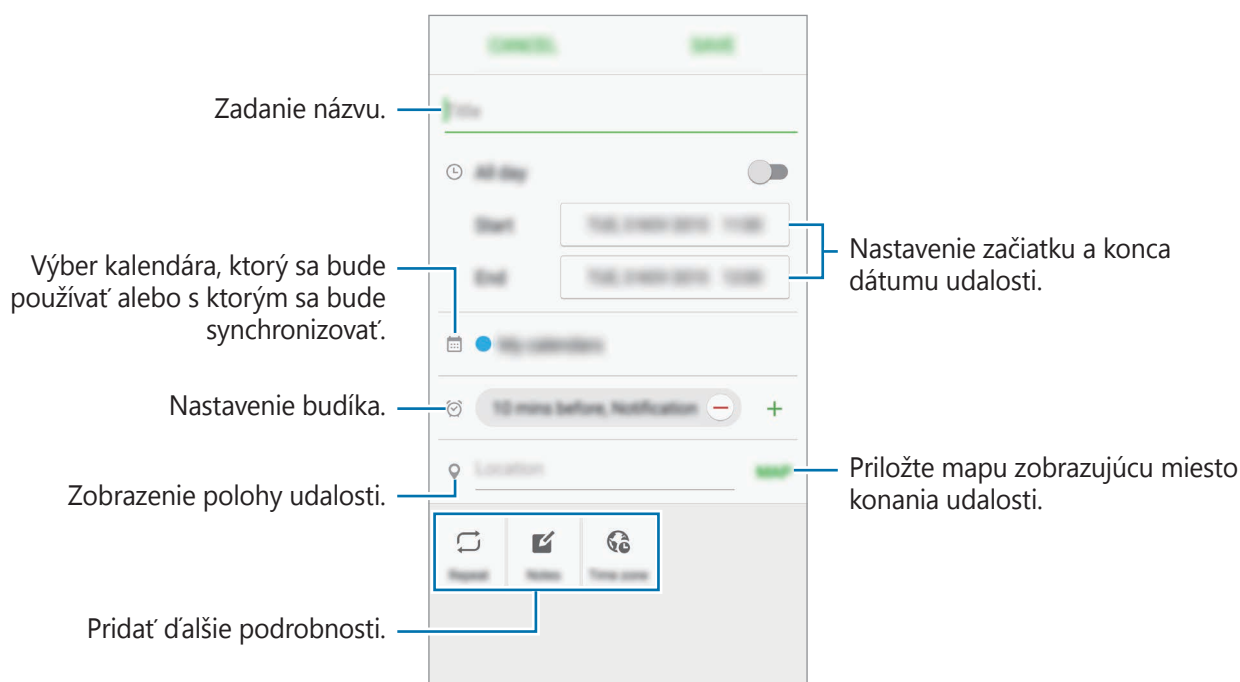 CANCEL
SAVE
Zadanie názvu.
Title
All day
Start
End
Nastavenie začiatku a konca
dátumu udalosti.
Výber kalendára, ktorý sa bude
používať alebo s ktorým sa bude
synchronizovať.
My calendars
Nastavenie budíka.
10 mins before, Notification
Location
MAP
Priložte mapu zobrazujúcu miesto
konania udalosti.
Zobrazenie polohy udalosti.
Repeat
Notes
Time zone
Pridať ďalšie podrobnosti.